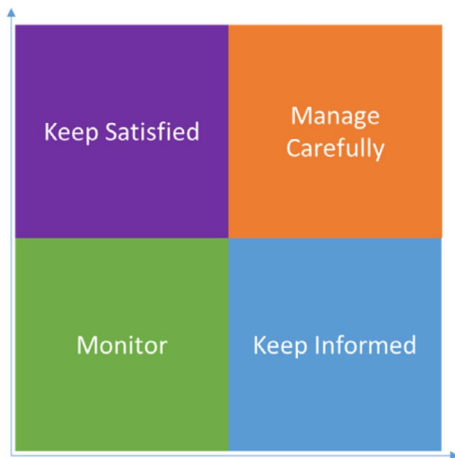 Keep Satisfied
Manage
Carefully
Monitor
Keep Informed